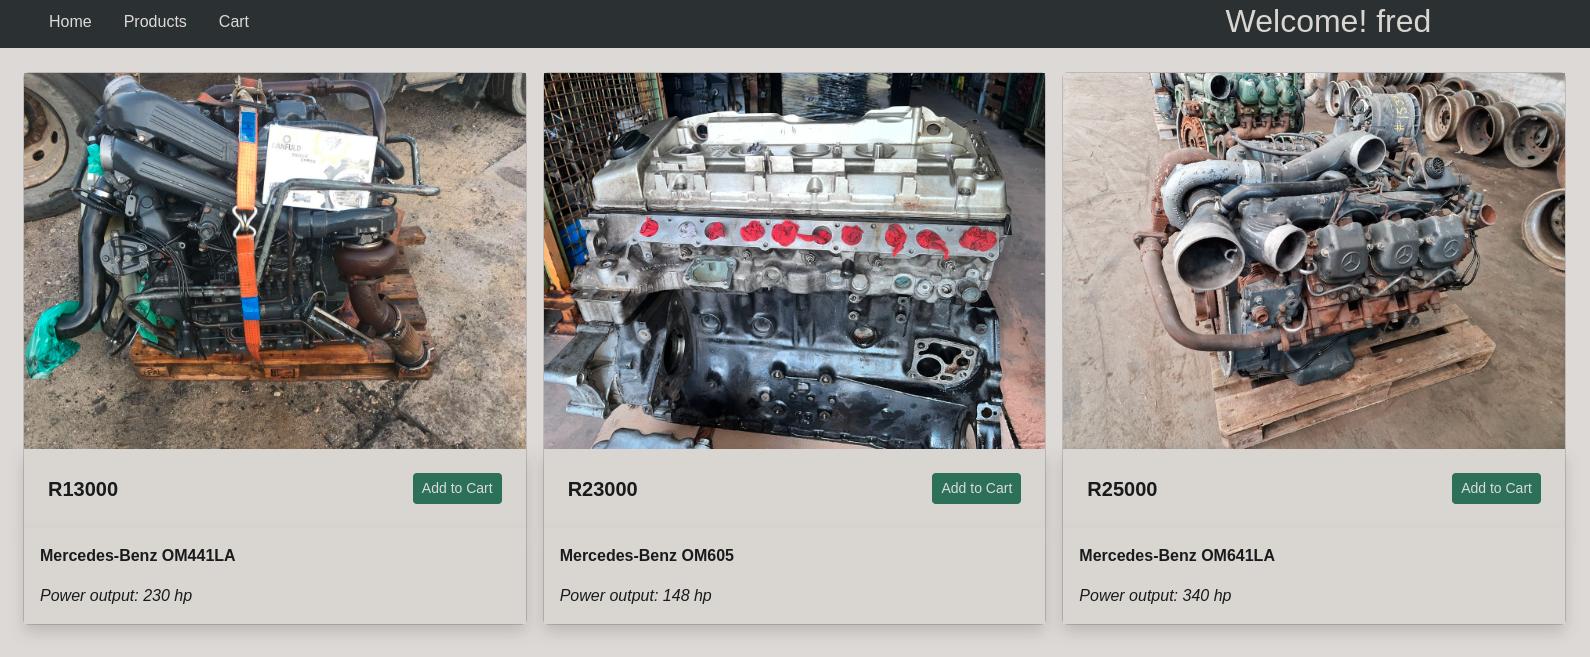 Home Products Cart Welcome! fred
R13000 Add to Cart
Mercedes-Benz OM441LA
Power output: 230 hp
R23000 Add to Cart
Mercedes-Benz OM605
Power output: 148 hp
R25000 Add to Cart
Mercedes-Benz OM641LA
Power output: 340 hp